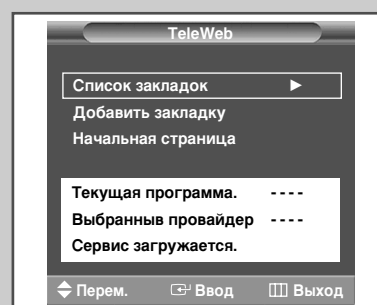 TeleWeb
Список закладок ►
Добавить закладку
Начальная страница
Текущая программа. ----
Выбранныв провайдер ----
Сервис загружается.
Перем. Ввод Выход